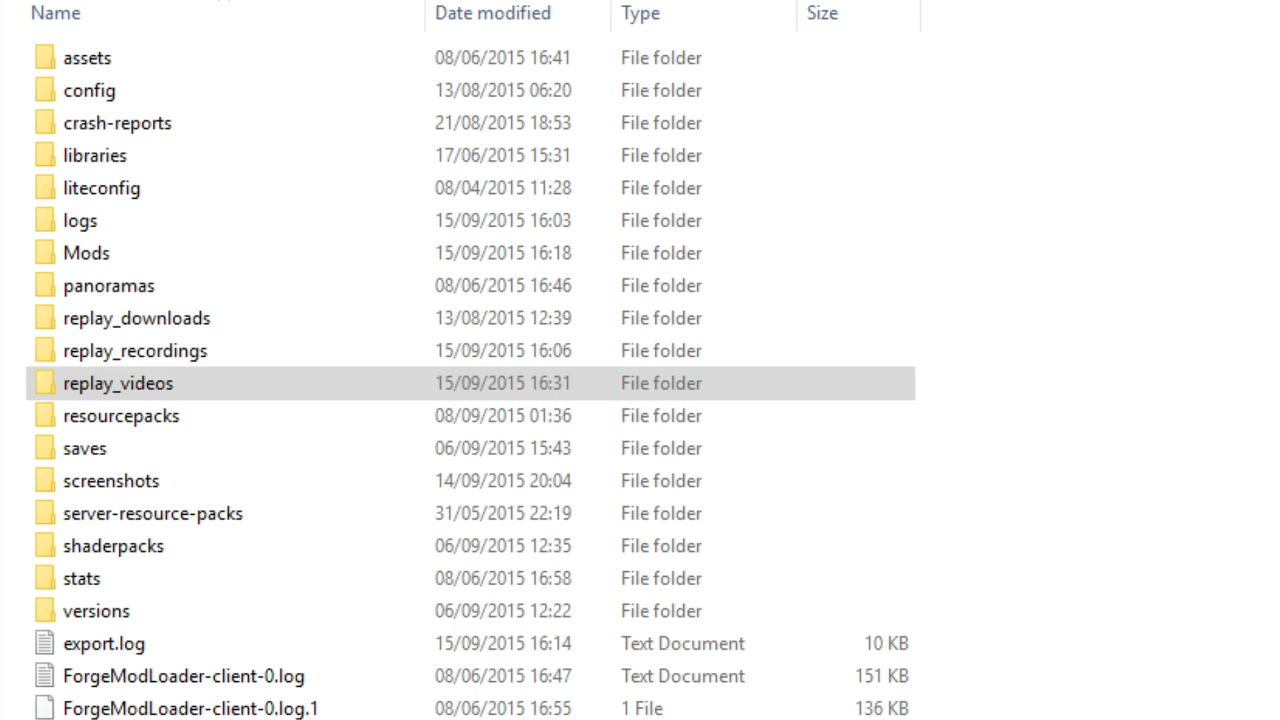 Name Date modified Type Size
assets 08/06/2015 16:41 File folder
config 13/08/2015 06:20 File folder
crash-reports 21/08/2015 18:53 File folder
libraries 17/06/2015 15:31 File folder
liteconfig 08/04/2015 11:28 File folder
logs 15/09/2015 16:03 File folder
Mods 15/09/2015 16:18 File folder
panoramas 08/06/2015 16:46 File folder
replay_downloads 13/08/2015 12:39 File folder
replay_recordings 15/09/2015 16:06 File folder
replay_videos 15/09/2015 16:31 File folder
resourcepacks 08/09/2015 01:36 File folder
saves 06/09/2015 15:43 File folder
screenshots 14/09/2015 20:04 File folder
server-resource-packs 31/05/2015 22:19 File folder
shaderpacks 06/09/2015 12:35 File folder
stats 08/06/2015 16:58 File folder
versions 06/09/2015 12:22 File folder
export.log 15/09/2015 16:14 Text Document 10 KB
ForgeModLoader-client-0.log 08/06/2015 16:47 Text Document 151 KB
ForgeModLoader-client-0.log.1 08/06/2015 16:55 1 File 136 KB